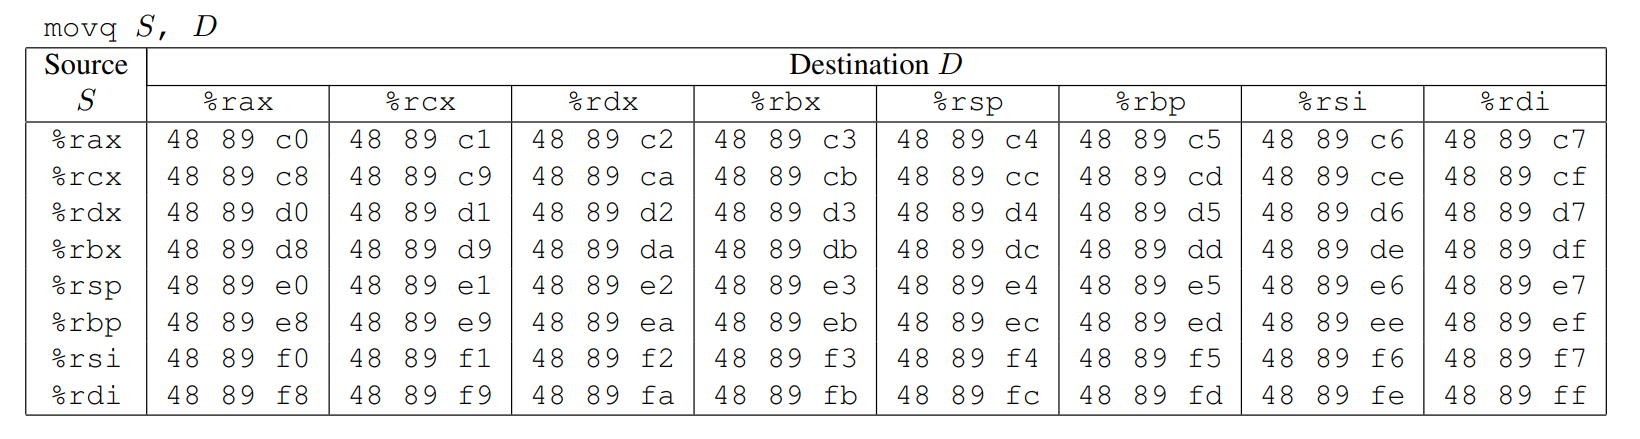 movq S, D
Source Destination D
S %rax %rcx %rdx %rbx %rsp %rbp %rsi %rdi
%rax 48 89 c0 48 89 c1 48 89 c2 48 89 c3 48 89 c4 48 89 c5 48 89 c6 48 89 c7
%rcx 48 89 c8 48 89 c9 48 89 ca 48 89 cb 48 89 cc 48 89 cd 48 89 ce 48 89 cf
%rdx 48 89 d0 48 89 d1 48 89 d2 48 89 d3 48 89 d4 48 89 d5 48 89 d6 48 89 d7
%rbx 48 89 d8 48 89 d9 48 89 da 48 89 db 48 89 dc 48 89 dd 48 89 de 48 89 df
%rsp 48 89 e0 48 89 e1 48 89 e2 48 89 e3 48 89 e4 48 89 e5 48 89 e6 48 89 e7
%rbp 48 89 e8 48 89 e9 48 89 ea 48 89 eb 48 89 ec 48 89 ed 48 89 ee 48 89 ef
%rsi 48 89 f0 48 89 f1 48 89 f2 48 89 f3 48 89 f4 48 89 f5 48 89 f6 48 89 f7
%rdi 48 89 f8 48 89 f9 48 89 fa 48 89 fb 48 89 fc 48 89 fd 48 89 fe 48 89 ff